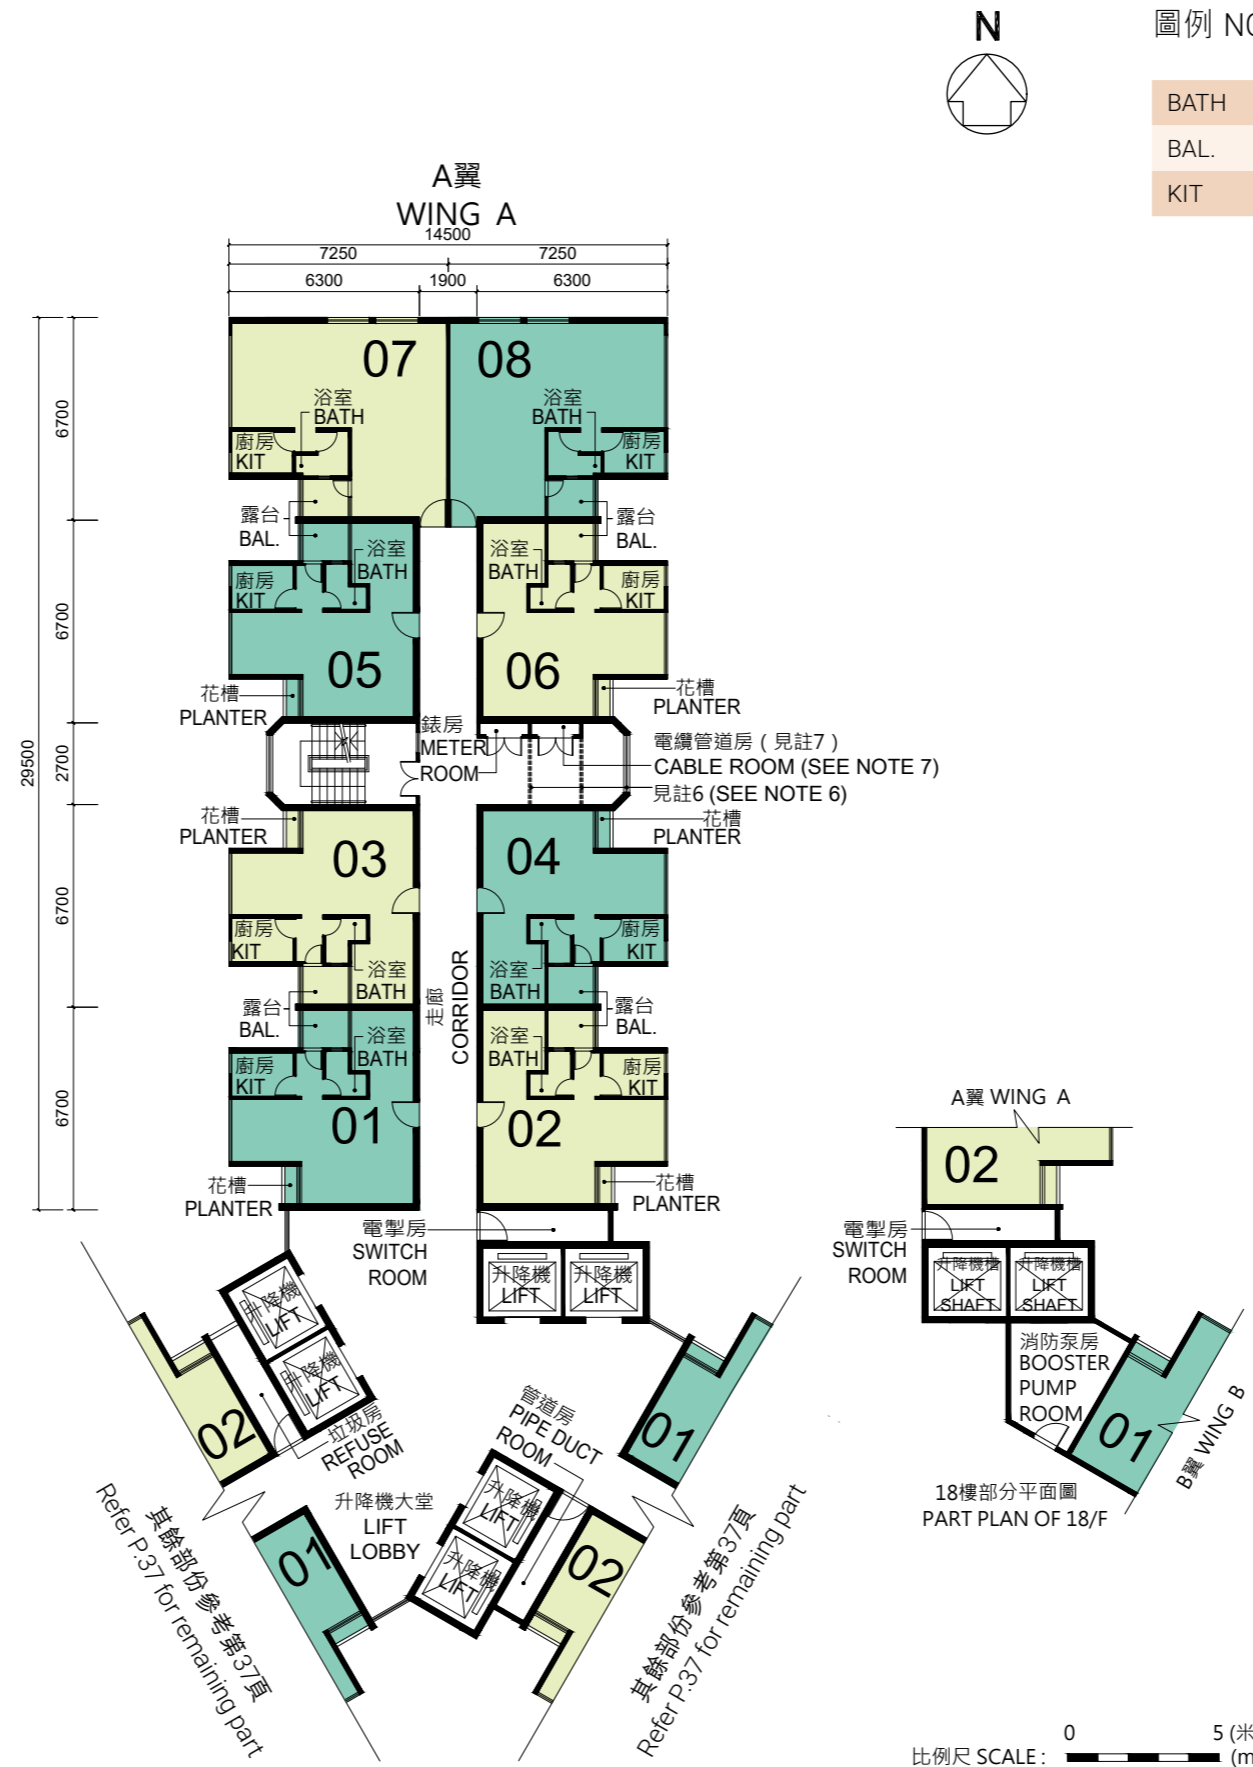 N
圖例 NO
BATH
BAL.
KIT
A翼
WING A
14500
7250
7250
6300
1900
6300
29500
6700
6700
2700
6700
6700
07
08
浴室
BATH
浴室
BATH
廚房
KIT
廚房
KIT
露台
BAL.
露台
BAL.
浴室
BATH
浴室
BATH
廚房
KIT
廚房
KIT
05
06
花槽
PLANTER
花槽
PLANTER
錶房
METER
ROOM
電纜管道房 ( 見註7 )
CABLE ROOM (SEE NOTE 7)
見註6 (SEE NOTE 6)
花槽
PLANTER
花槽
PLANTER
03
04
廚房
KIT
廚房
KIT
浴室
BATH
浴室
BATH
走廊
CORRIDOR
露台
BAL.
露台
BAL.
浴室
BATH
浴室
BATH
廚房
KIT
廚房
KIT
01
02
花槽
PLANTER
花槽
PLANTER
電掣房
SWITCH
ROOM
升降機
LIFT
升降機
LIFT
升降機
LIFT
升降機
LIFT
02
垃圾房
REFUSE
ROOM
管道房
PIPE DUCT
ROOM
01
升降機大堂
LIFT
LOBBY
升降機
LIFT
升降機
LIFT
01
02
其餘部份參考第37頁
Refer P.37 for remaining part
其餘部份參考第37頁
Refer P.37 for remaining part
A翼 WING A
02
電掣房
SWITCH
ROOM
升降機槽
LIFT
SHAFT
升降機槽
LIFT
SHAFT
消防泵房
BOOSTER
PUMP
ROOM
01
B翼 WING B
18樓部分平面圖
PART PLAN OF 18/F
0
5 (米
比例尺 SCALE :
(m